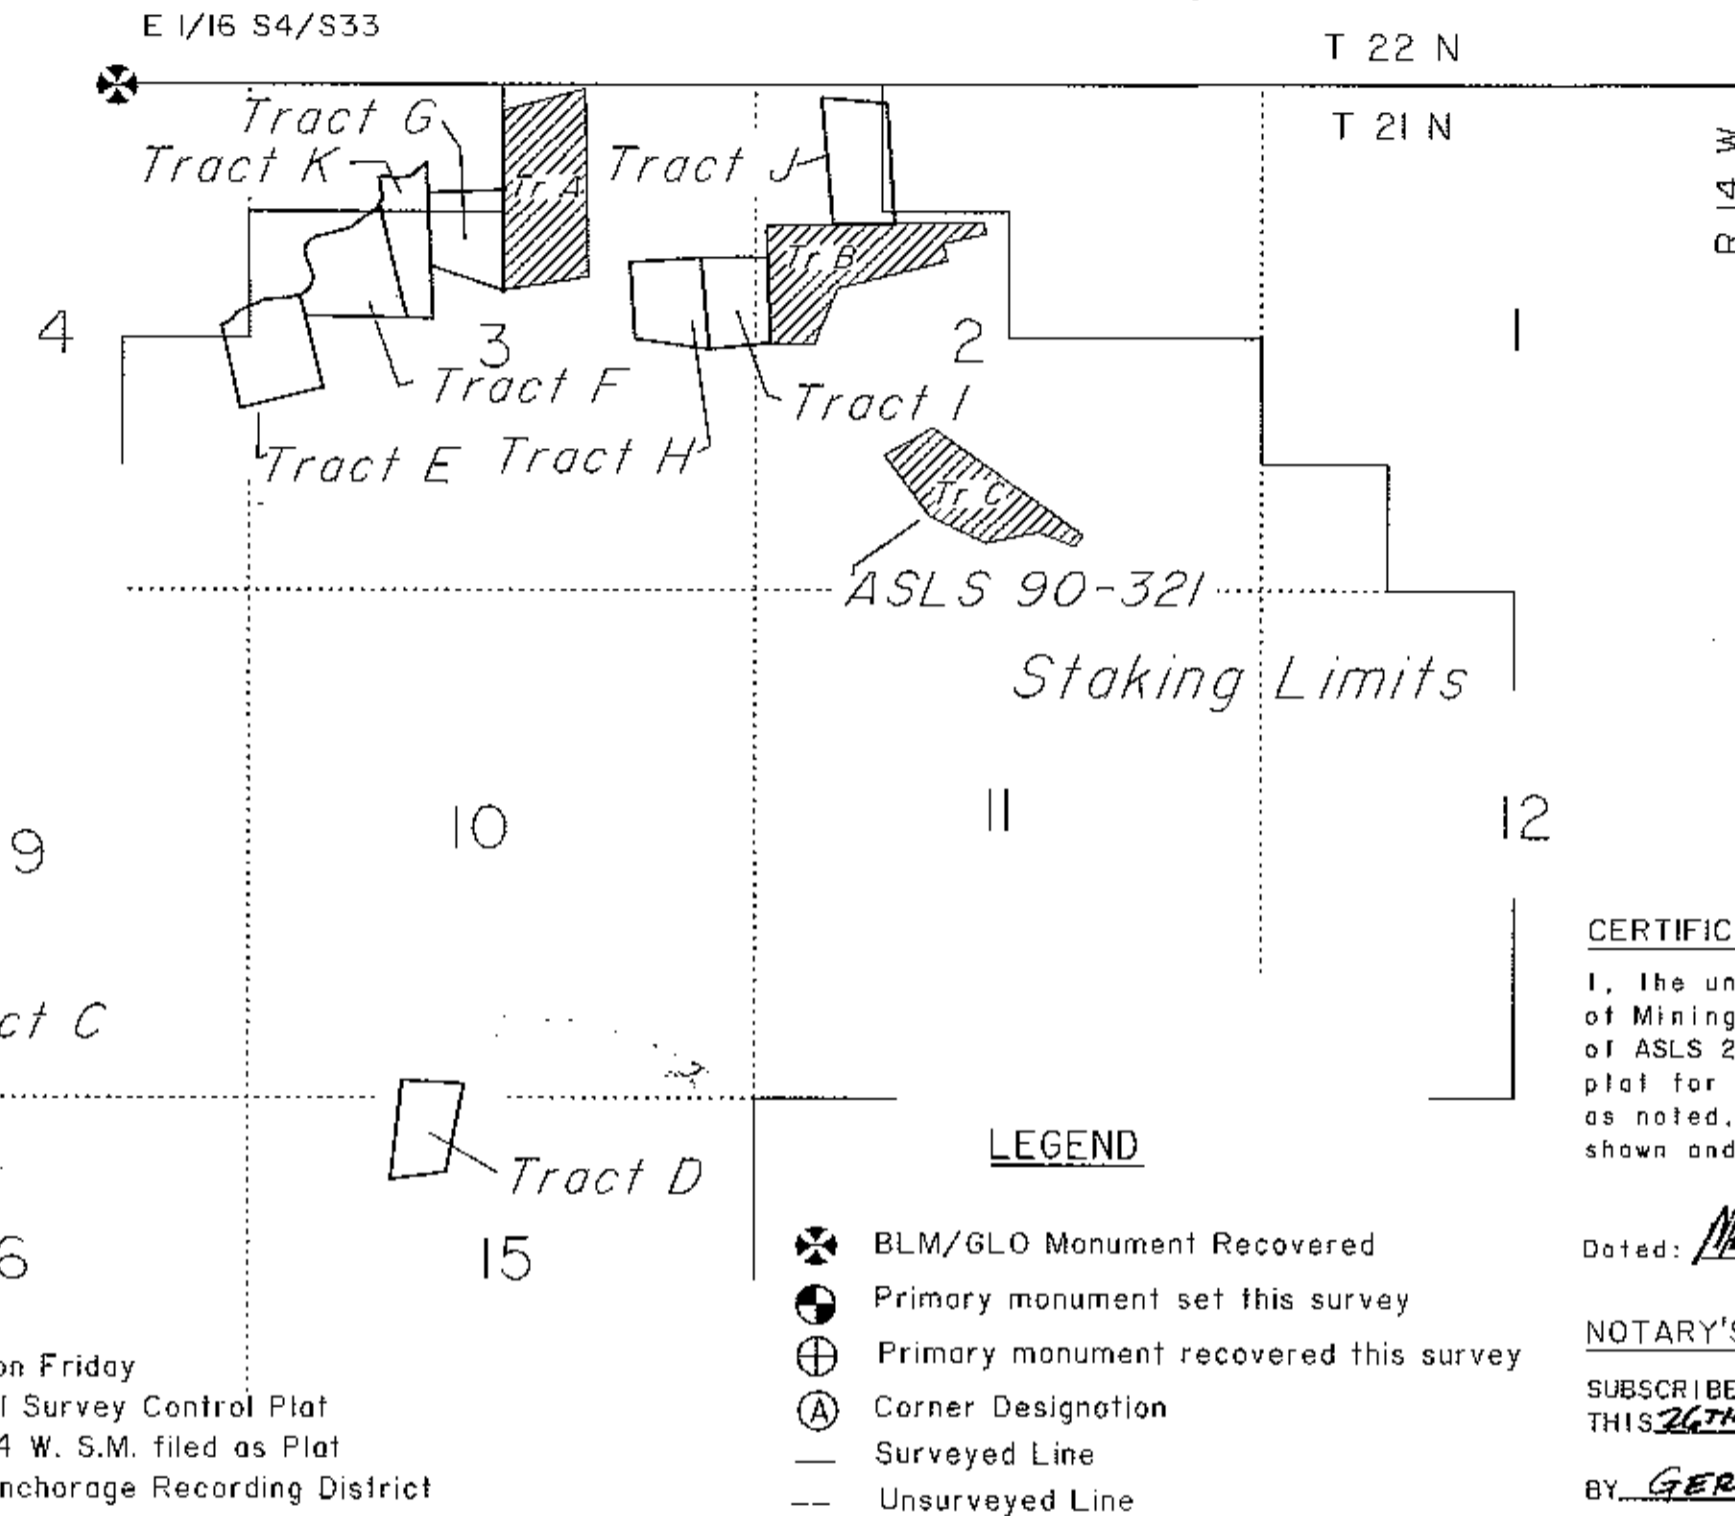 E 1/16 S4/S33
T 22 N
T 21 N
R 14 W
Tract G
Tract K
Tr A
Tract J
Tr B
4
3
2
1
Tract F
Tract I
Tract E
Tract H
Tr C
ASLS 90-321
Staking Limits
9
10
11
12
ct C
Tract D
6
15
LEGEND
BLM/GLO Monument Recovered
Primary monument set this survey
Primary monument recovered this survey
A Corner Designation
Surveyed Line
Unsurveyed Line
on Friday
l Survey Control Plat
4 W. S.M. filed as Plat
nchorage Recording District
CERTIFIC
I, the un
of Mining
of ASLS 2
plat for
as noted,
shown and
Dated:
NOTARY'S
SUBSCRIBE
THIS 26TH
BY GER